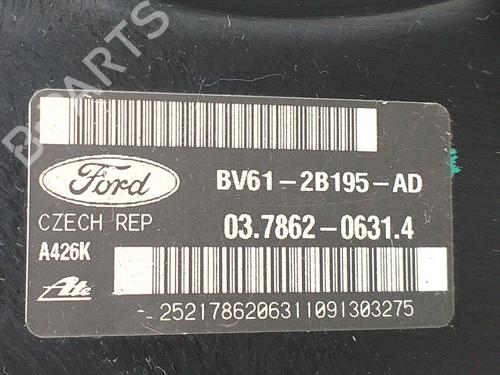 B-PARTS
Ford
BV61-2B195-AD
CZECH REP
03.7862-0631.4
A426K
Ate
2521786206311091303275